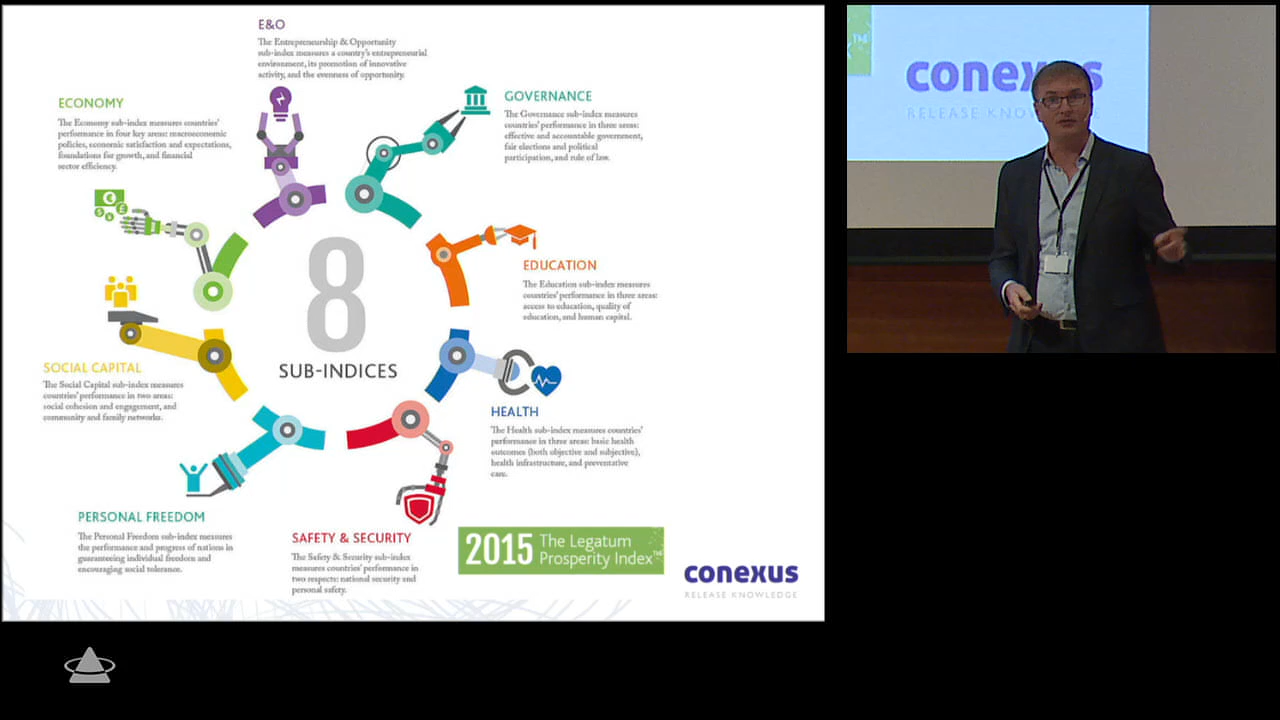 E&O
The Entrepreneurship & Opportunity
sub-index measures a country's entrepreneurial
environment, its promotion of innovative
activity, and the evenness of opportunity.
ECONOMY
The Economy sub-index measures countries'
performance in four key areas: macroeconomic
policies, economic satisfaction and expectations,
foundations for growth, and financial
sector efficiency.
GOVERNANCE
The Governance sub-index measures
countries' performance in three areas:
effective and accountable government,
fair elections and political
participation, and rule of law.
EDUCATION
The Education sub-index measures
countries' performance in three areas:
access to education, quality of
education, and human capital.
8
SUB-INDICES
SOCIAL CAPITAL
The Social Capital sub-index measures
countries' performance in two areas:
social cohesion and engagement, and
community and family networks.
HEALTH
The Health sub-index measures countries'
performance in three areas: basic health
outcomes (both objective and subjective),
health infrastructure, and preventative
care.
PERSONAL FREEDOM
The Personal Freedom sub-index measures
the performance and progress of nations in
guaranteeing individual freedom and
encouraging social tolerance.
SAFETY & SECURITY
The Safety & Security sub-index
measures countries' performance in
two respects: national security and
personal safety.
2015 The Legatum
Prosperity Index™
conexus
RELEASE KNOWLEDGE
conexus
RELEASE